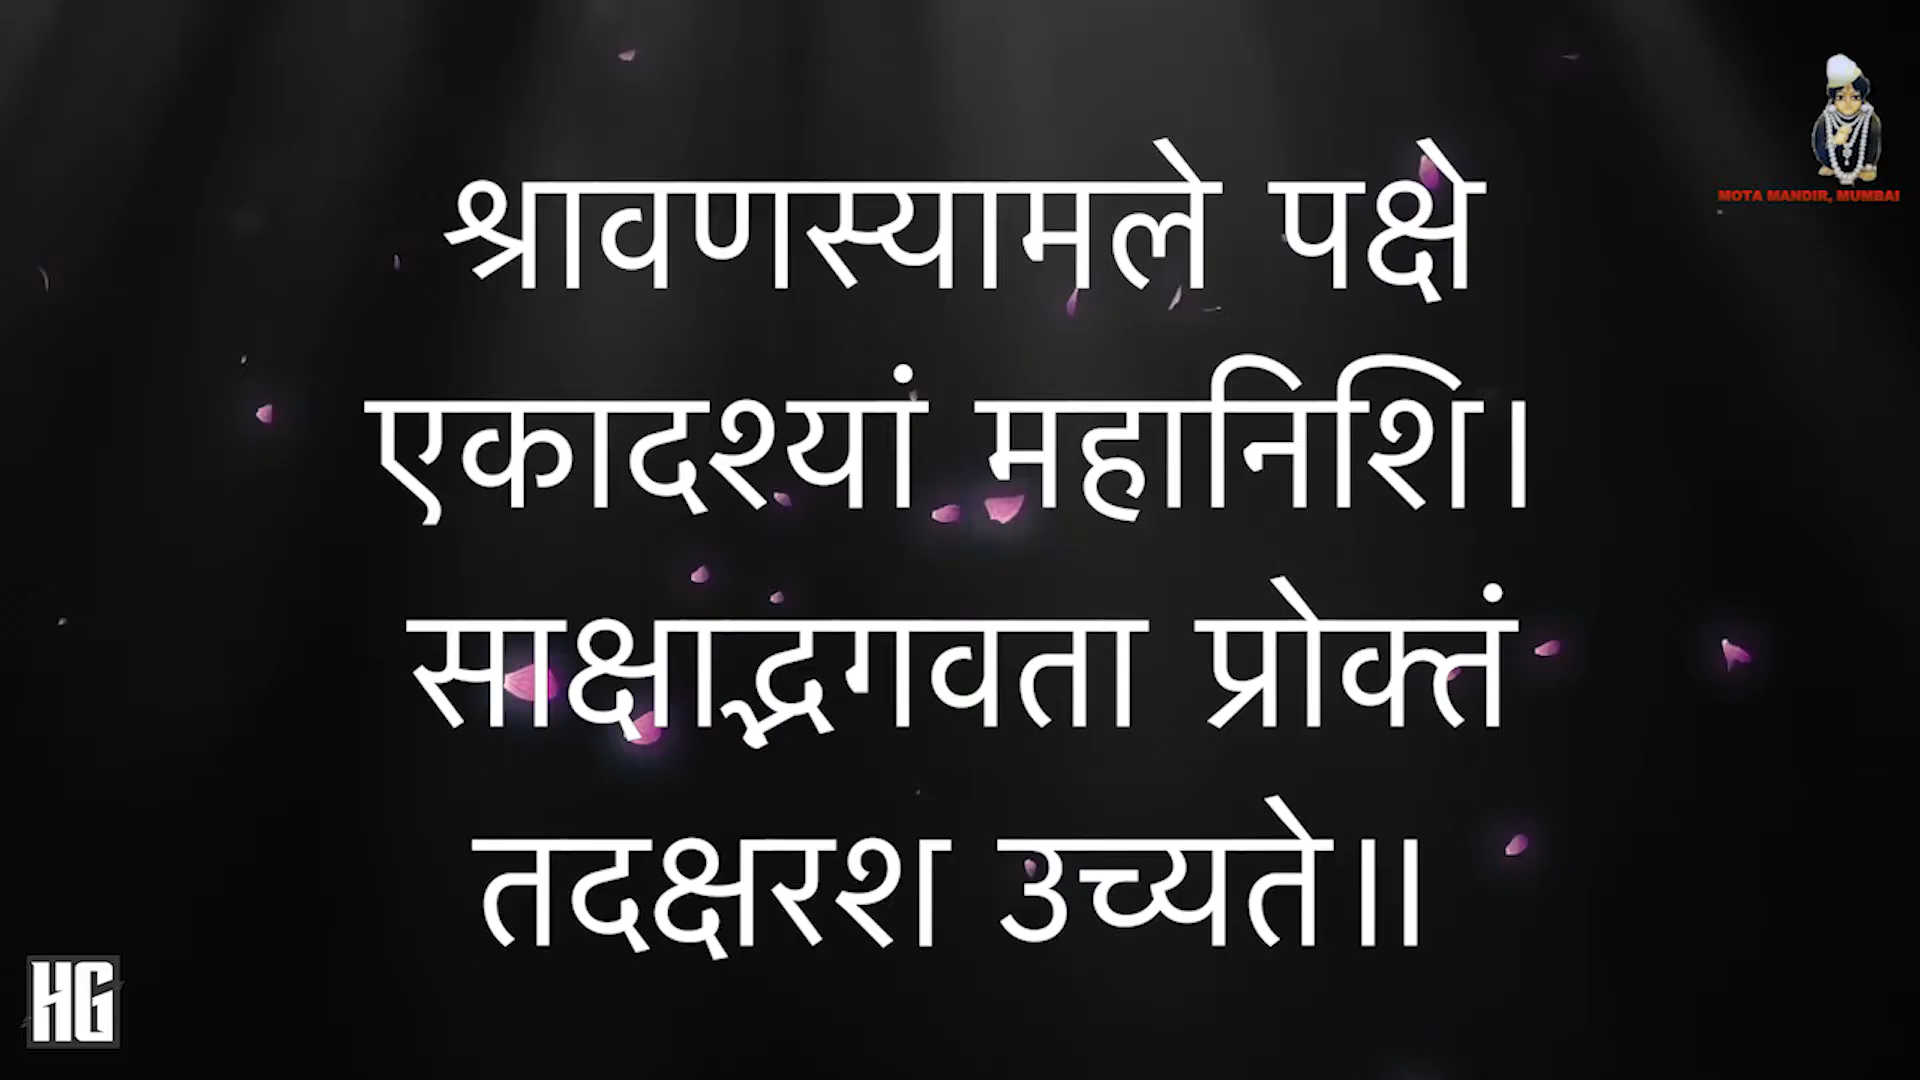 श्रावणस्यामले पक्षे
MOTA MANDIR, MUMBAI
एकादश्यां महानिशि।
साक्षाद्भगवता प्रोक्तं
तदक्षरश उच्यते॥
HG